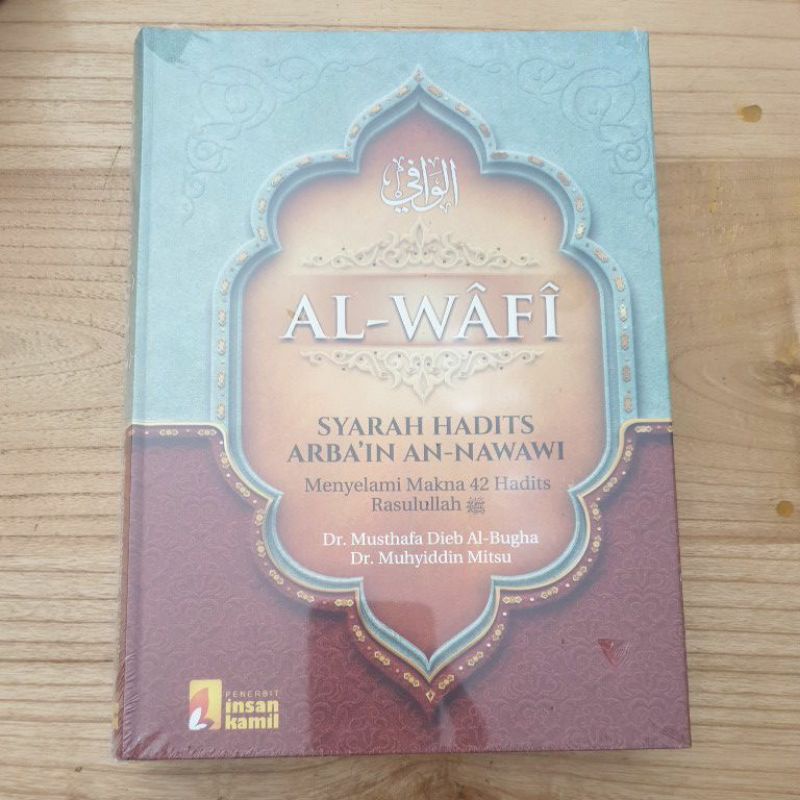 الوافي
AL-WÂFÎ
SYARAH HADITS
ARBA'IN AN-NAWAWI
Menyelami Makna 42 Hadits
Rasulullah ﷺ
Dr. Musthafa Dieb Al-Bugha
Dr. Muhyiddin Mitsu
PENERBIT
insan
kamil